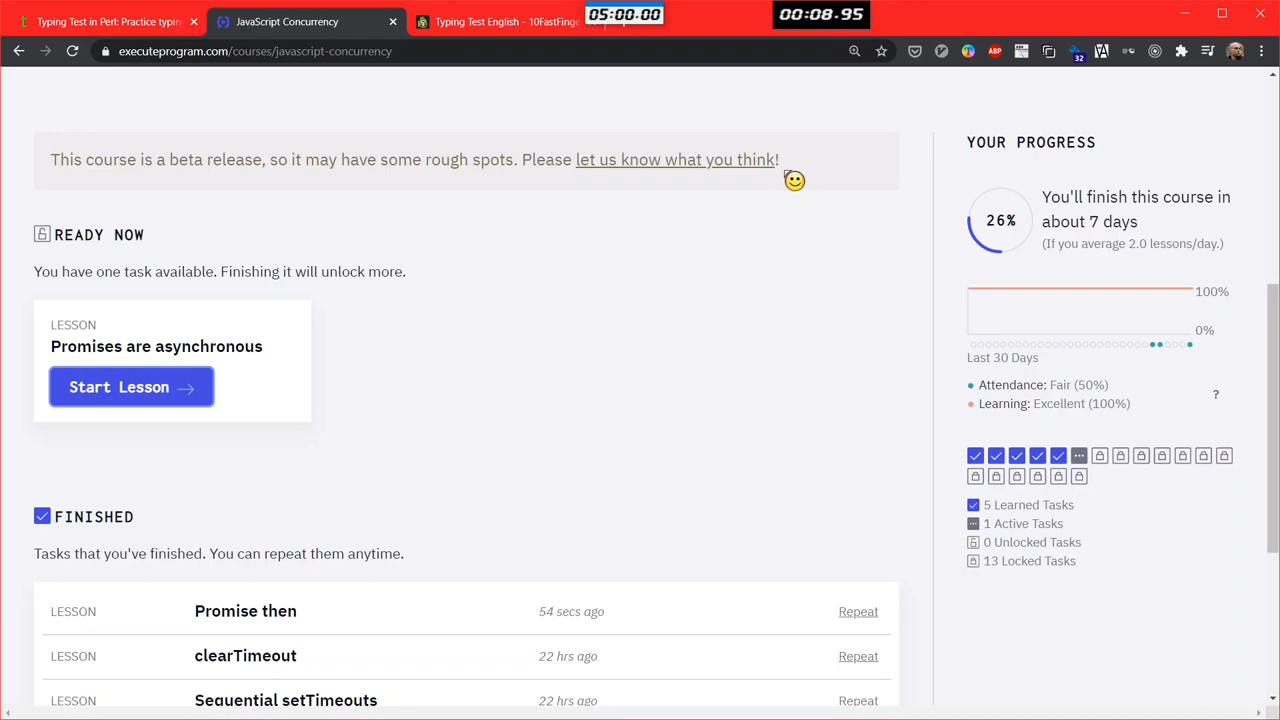 Typing Test in Perl: Practice typin
JavaScript Concurrency
Typing Test English - 10FastFinge
05:00.00
00:08.95
executeprogram.com/courses/javascript-concurrency
ABP
32
This course is a beta release, so it may have some rough spots. Please let us know what you think!
READY NOW
You have one task available. Finishing it will unlock more.
LESSON
Promises are asynchronous
Start Lesson →
FINISHED
Tasks that you've finished. You can repeat them anytime.
LESSON Promise then 54 secs ago Repeat
LESSON clearTimeout 22 hrs ago Repeat
LESSON Sequential setTimeouts 22 hrs ago Repeat
YOUR PROGRESS
26%
You'll finish this course in
about 7 days
(If you average 2.0 lessons/day.)
100%
0%
Last 30 Days
Attendance: Fair (50%)
Learning: Excellent (100%)
?
5 Learned Tasks
1 Active Tasks
0 Unlocked Tasks
13 Locked Tasks